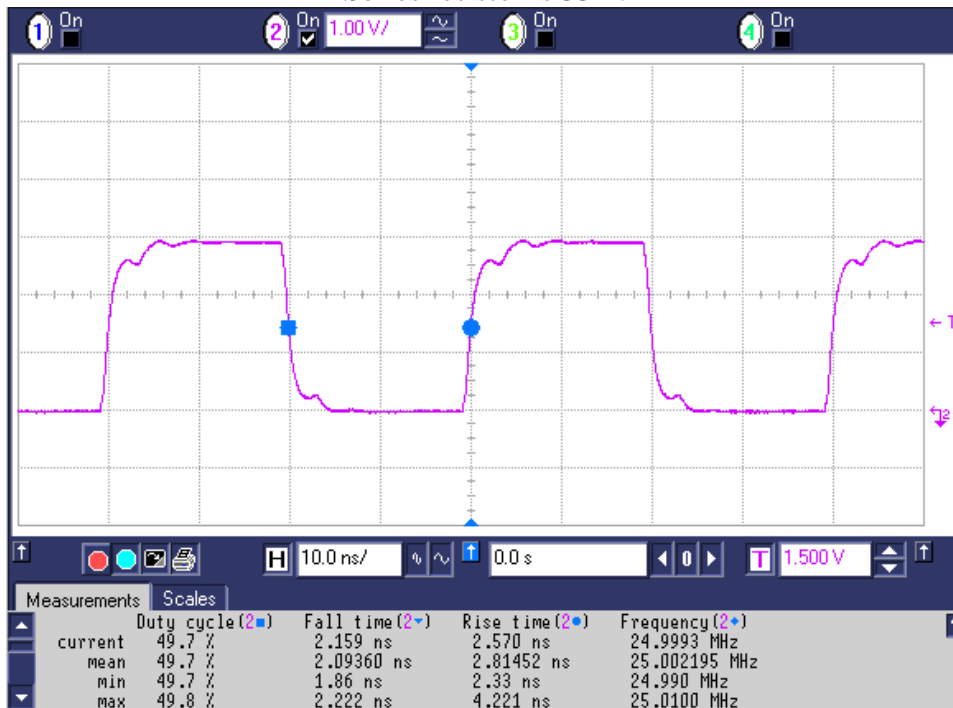 1 On 2 On 1.00 V/ 3 On 4 On
T
2
H 10.0 ns/ 0.0 s 0 T 1.500 V
Measurements Scales
Duty cycle(2■) Fall time(2▾) Rise time(2●) Frequency(2◆)
current 49.7 % 2.159 ns 2.570 ns 24.9993 MHz
mean 49.7 % 2.09360 ns 2.81452 ns 25.002195 MHz
min 49.7 % 1.86 ns 2.33 ns 24.990 MHz
max 49.8 % 2.222 ns 4.221 ns 25.0100 MHz